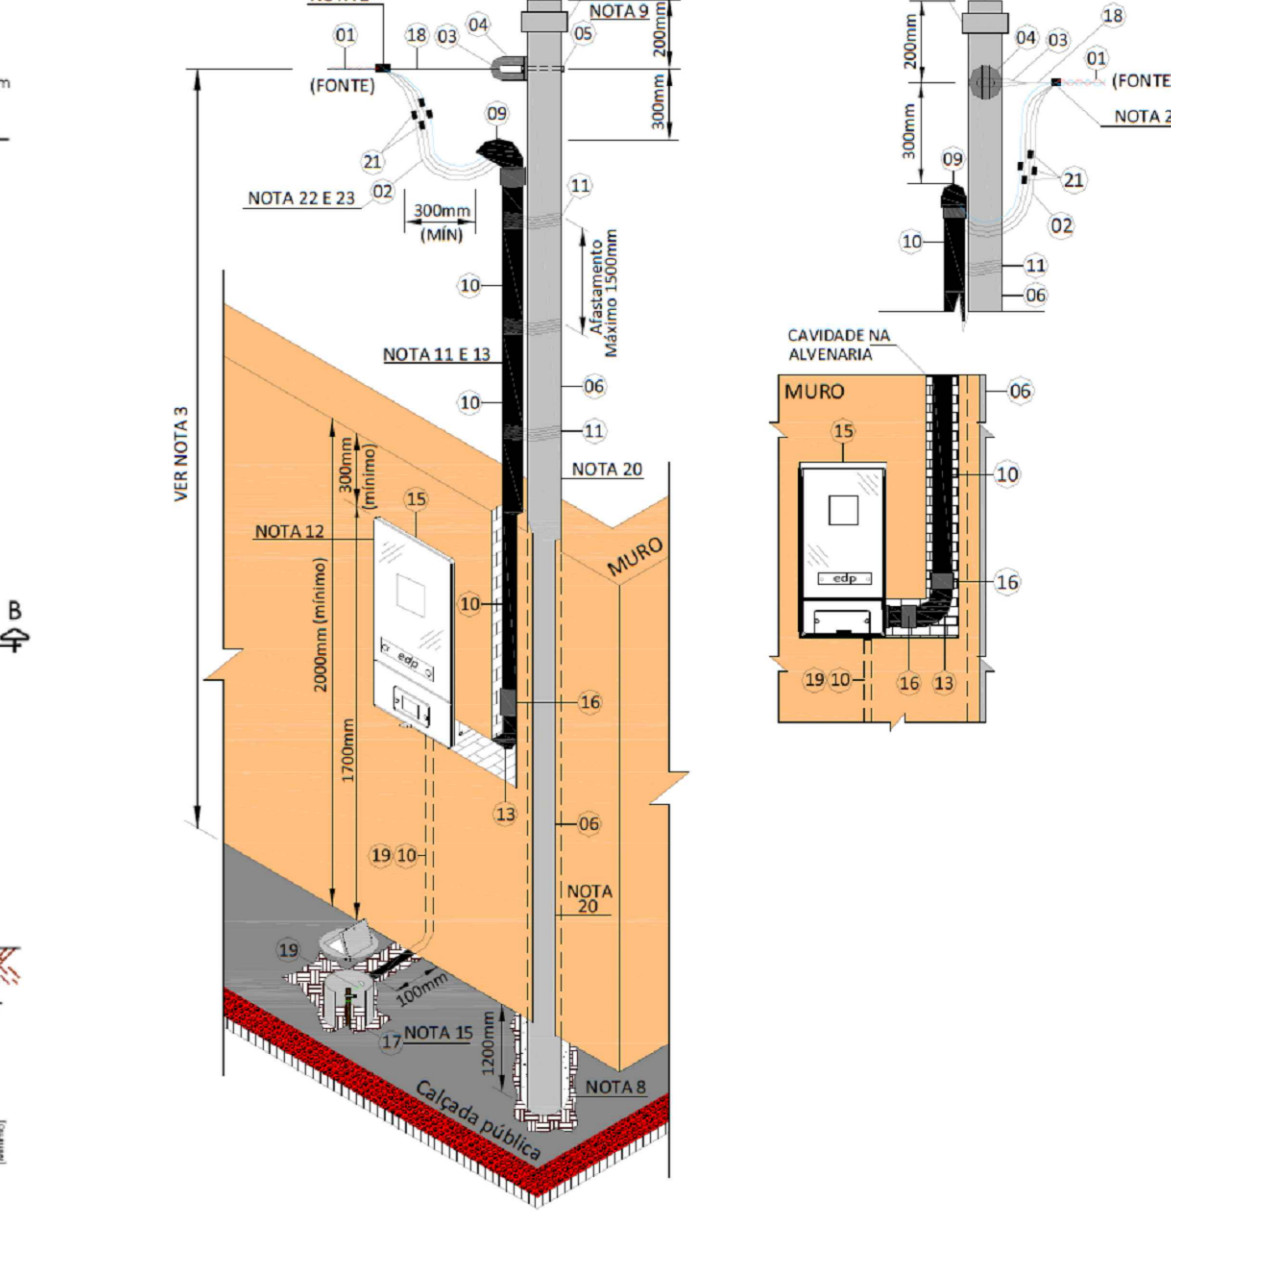 NOTA 9
200mm
04
03
05
01
18
(FONTE)
300mm
09
21
02
NOTA 22 E 23
300mm
(MÍN)
11
Afastamento
Máximo 1500mm
10
NOTA 11 E 13
06
10
11
VER NOTA 3
300mm
(mínimo)
NOTA 20
15
NOTA 12
MURO
2000mm (mínimo)
10
edp
16
1700mm
13
06
19 10
NOTA
20
19
100mm
17
NOTA 15
1200mm
NOTA 8
Calçada pública
B
m
200mm
18
04
03
01
(FONTE
NOTA 2
300mm
09
21
02
10
11
06
CAVIDADE NA
ALVENARIA
MURO
06
15
10
edp
16
19 10
16
13